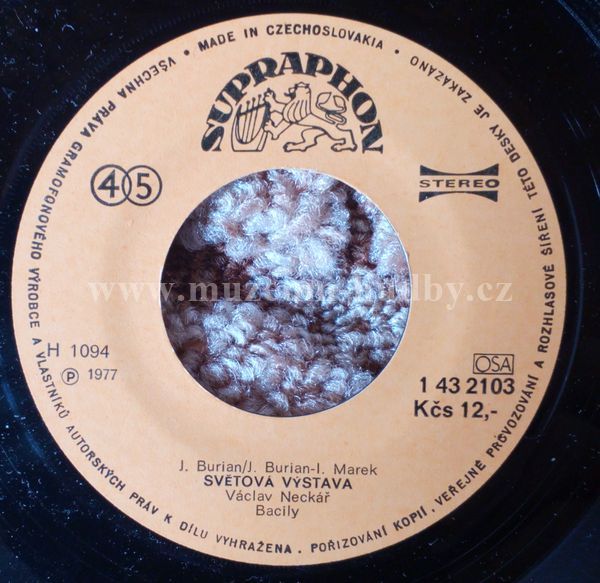 VŠECHNA PRÁVA GRAMOFONOVÉHO VÝROBCE A VLASTNÍKŮ AUTORSKÝCH PRÁV K DÍLU VYHRAŽENA. POŘIZOVÁNÍ KOPIÍ, VEŘEJNÉ PROVOZOVÁNÍ A ROZHLASOVÉ ŠÍŘENÍ TÉTO DESKY JE ZAKÁZÁNO
• MADE IN CZECHOSLOVAKIA •
SUPRAPHON
45
STEREO
H 1094
Ⓟ 1977
OSA
1 43 2103
Kčs 12,-
J. Burian/J. Burian-I. Marek
SVĚTOVÁ VÝSTAVA
Václav Neckář
Bacily